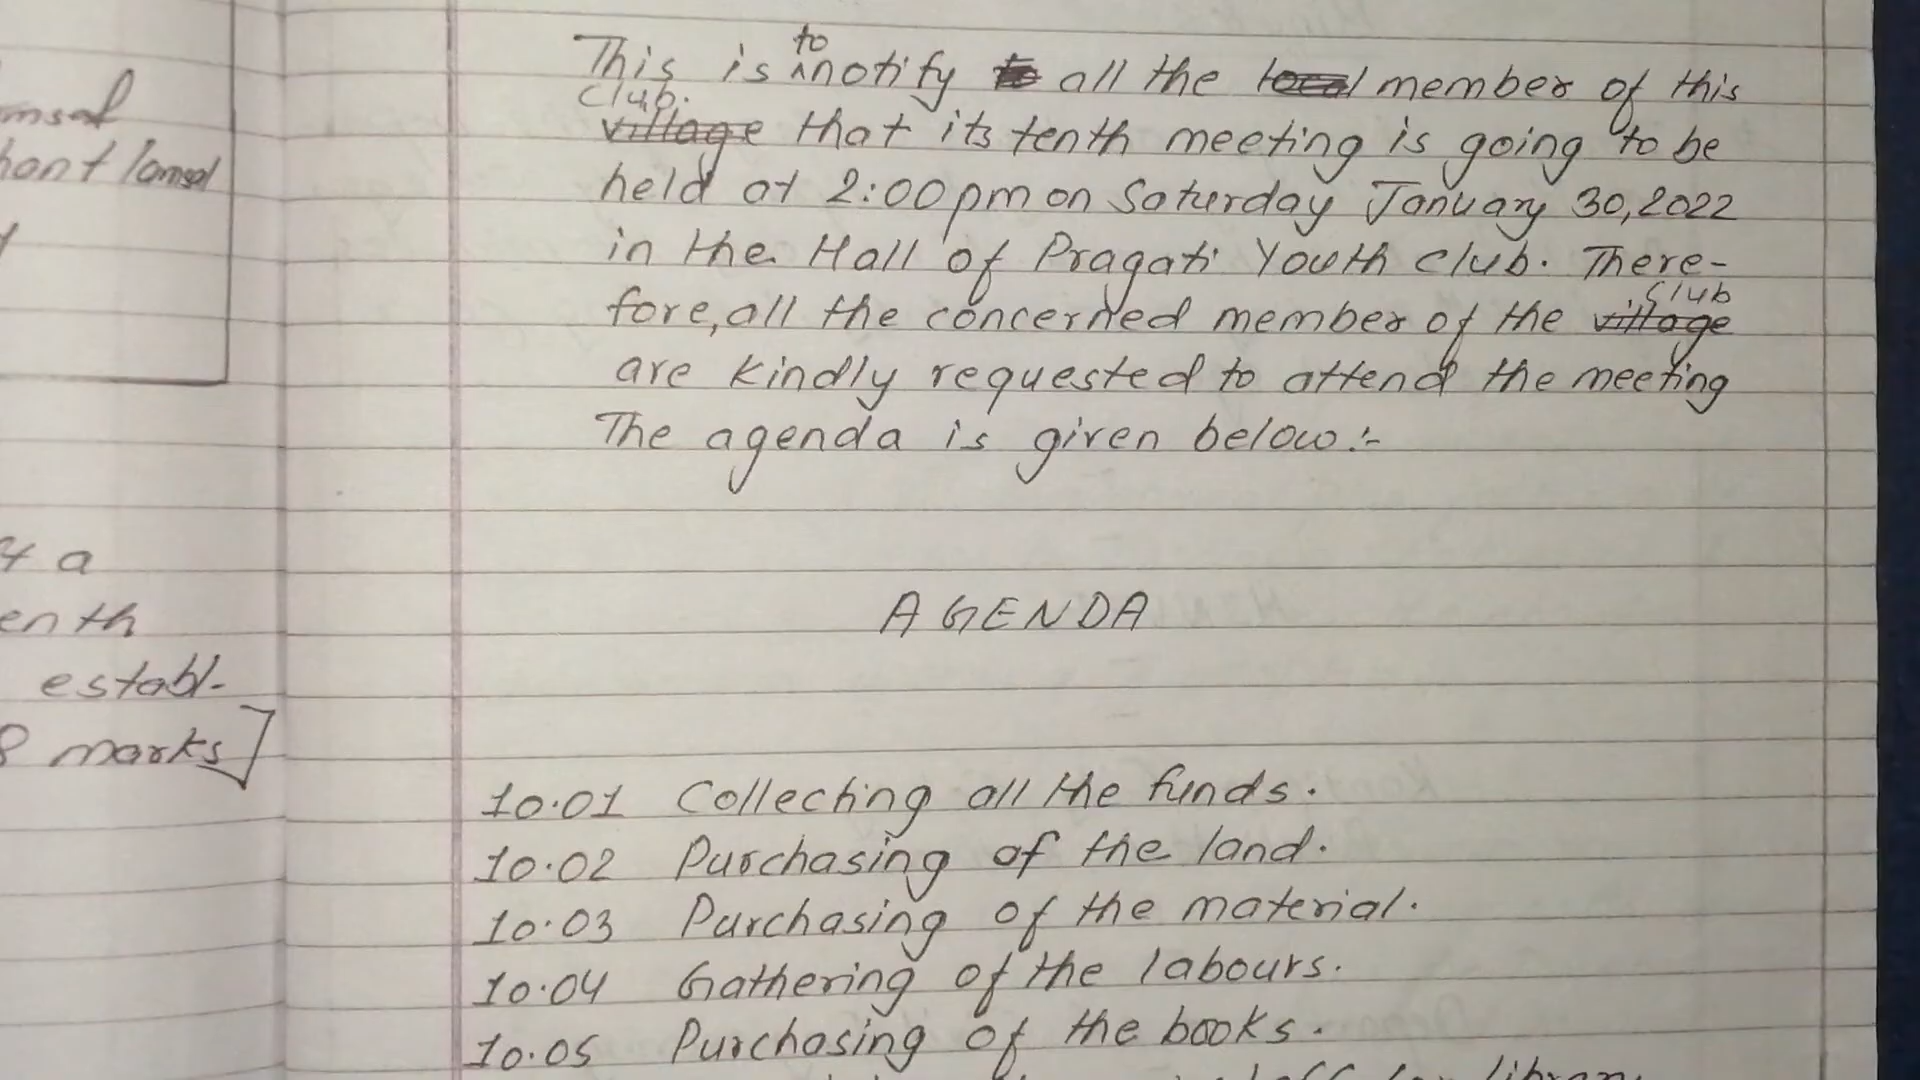 This is to notify all the member of this
club. that its tenth meeting is going to be
held at 2:00pm on Saturday January 30, 2022
in the Hall of Pragati Youth club. There-
fore, all the concerned member of the club
are kindly requested to attend the meeting
The agenda is given below:-
AGENDA
10.01 Collecting all the funds.
10.02 Purchasing of the land.
10.03 Purchasing of the material.
10.04 Gathering of the labours.
10.05 Purchasing of the books.
a
enth
establ-
8 marks]